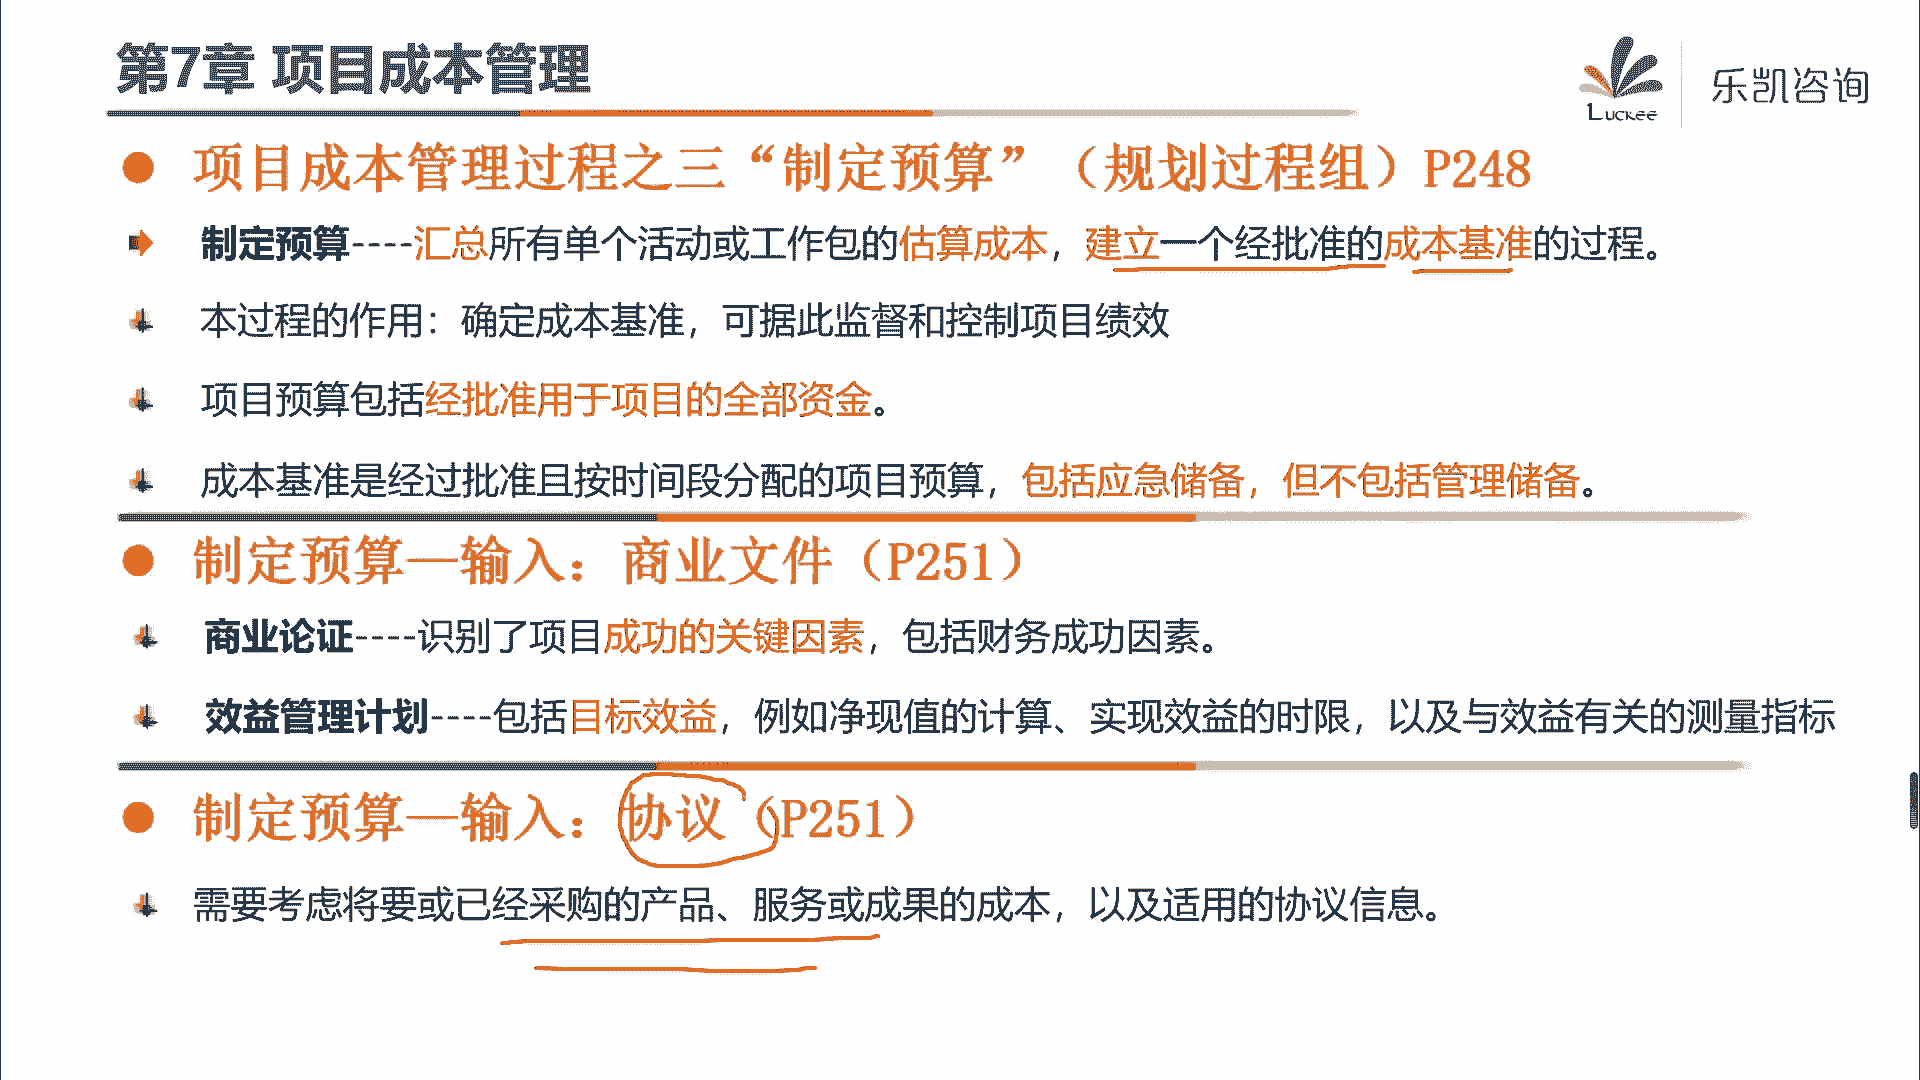 第7章 项目成本管理
Luckee
乐凯咨询
项目成本管理过程之三“制定预算”（规划过程组）P248
制定预算----汇总所有单个活动或工作包的估算成本，建立一个经批准的成本基准的过程。
本过程的作用：确定成本基准，可据此监督和控制项目绩效
项目预算包括经批准用于项目的全部资金。
成本基准是经过批准且按时间段分配的项目预算，包括应急储备，但不包括管理储备。
制定预算—输入：商业文件（P251）
商业论证----识别了项目成功的关键因素，包括财务成功因素。
效益管理计划----包括目标效益，例如净现值的计算、实现效益的时限，以及与效益有关的测量指标
制定预算—输入：协议（P251）
需要考虑将要或已经采购的产品、服务或成果的成本，以及适用的协议信息。